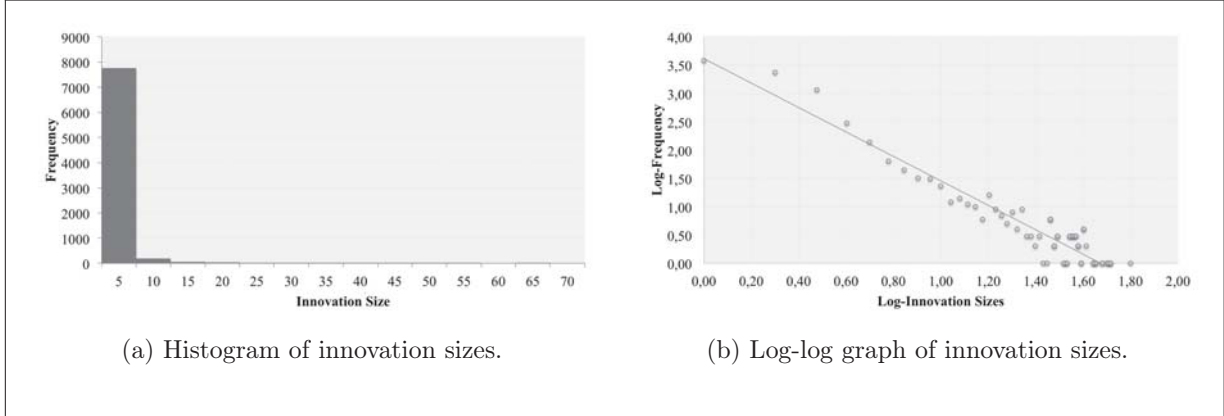 9000
8000
7000
6000
5000
4000
3000
2000
1000
0
Frequency
5 10 15 20 25 30 35 40 45 50 55 60 65 70
Innovation Size
(a) Histogram of innovation sizes.
4,00
3,50
3,00
2,50
2,00
1,50
1,00
0,50
0,00
Log-Frequency
0,00 0,20 0,40 0,60 0,80 1,00 1,20 1,40 1,60 1,80 2,00
Log-Innovation Sizes
(b) Log-log graph of innovation sizes.